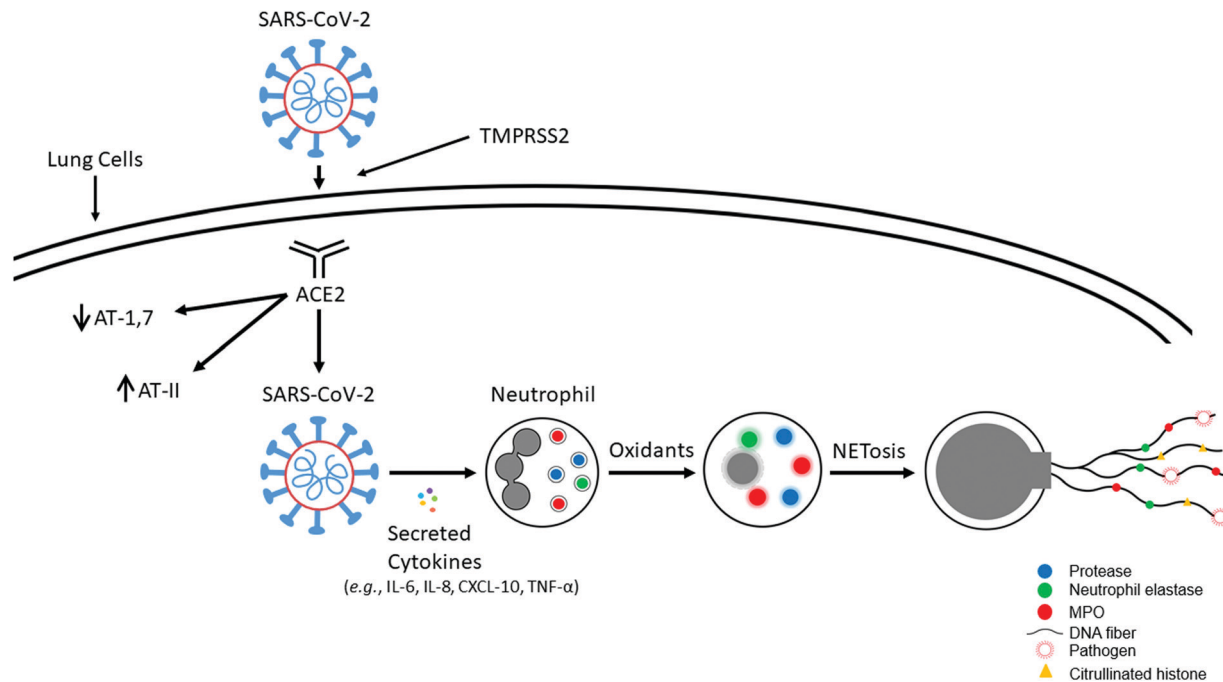 SARS-CoV-2
TMPRSS2
Lung Cells
ACE2
AT-1,7
AT-II
SARS-CoV-2
Neutrophil
Oxidants
NETosis
Secreted
Cytokines
(e.g., IL-6, IL-8, CXCL-10, TNF-α)
Protease
Neutrophil elastase
MPO
DNA fiber
Pathogen
Citrullinated histone